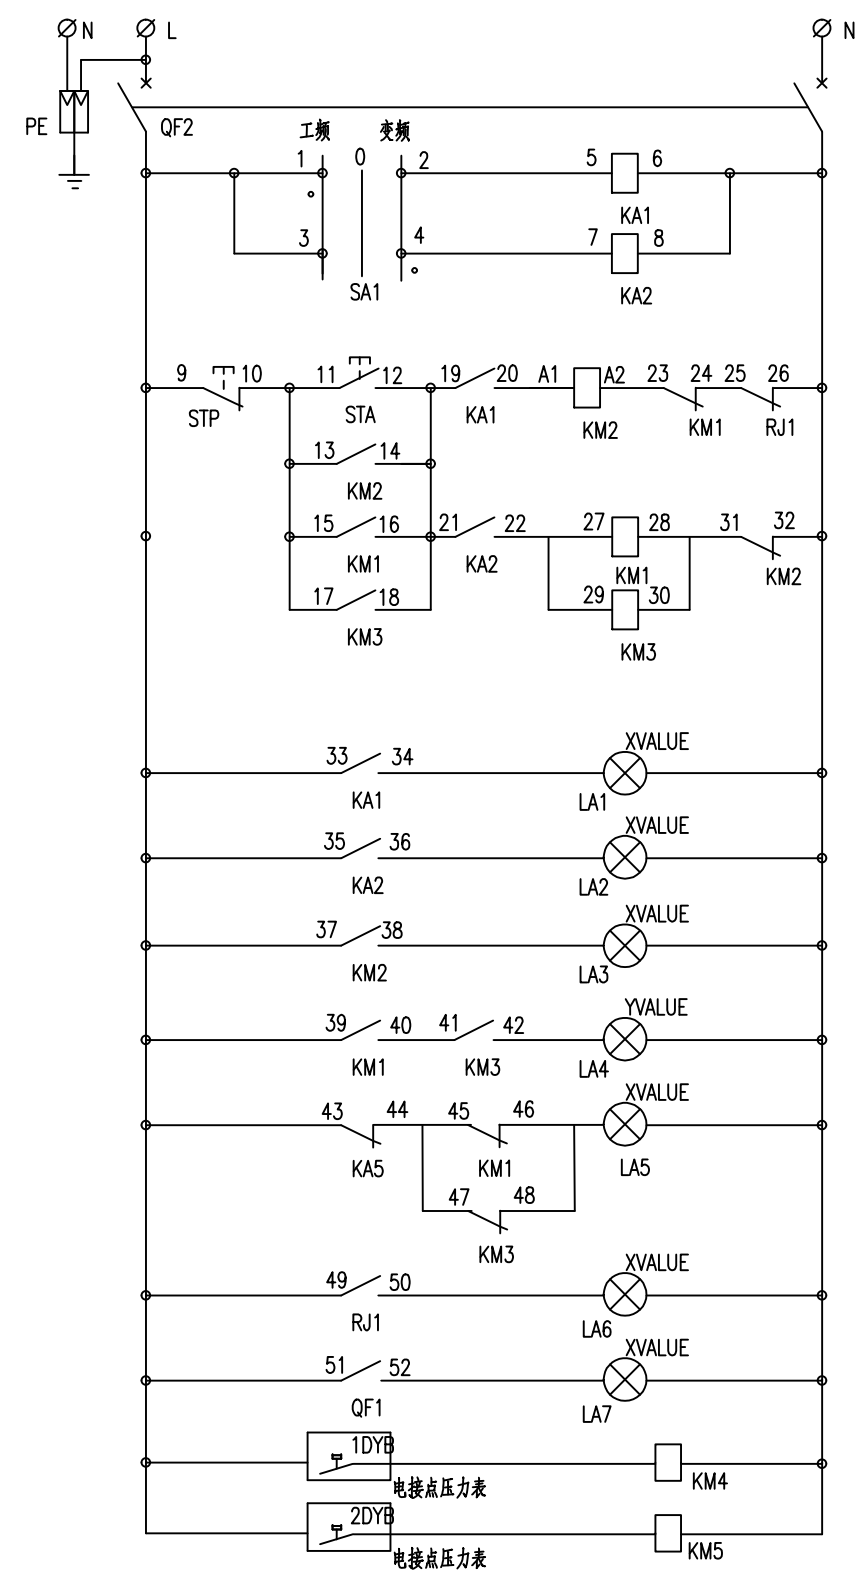 N L N
PE QF2 工频 变频
1 0 2 5 6
KA1
3 4 7 8
SA1 KA2
9 10 11 12 19 20 A1 A2 23 24 25 26
STP STA KA1 KM2 KM1 RJ1
13 14
KM2
15 16 21 22 27 28 31 32
KM1 KA2 KM1 KM2
17 18 29 30
KM3 KM3
XVALUE
33 34
KA1 LA1
XVALUE
35 36
KA2 LA2
XVALUE
37 38
KM2 LA3
YVALUE
39 40 41 42
KM1 KM3 LA4
XVALUE
43 44 45 46
KA5 KM1 LA5
47 48
KM3
XVALUE
49 50
RJ1 LA6
XVALUE
51 52
QF1 LA7
1DYB
电接点压力表 KM4
2DYB
电接点压力表 KM5